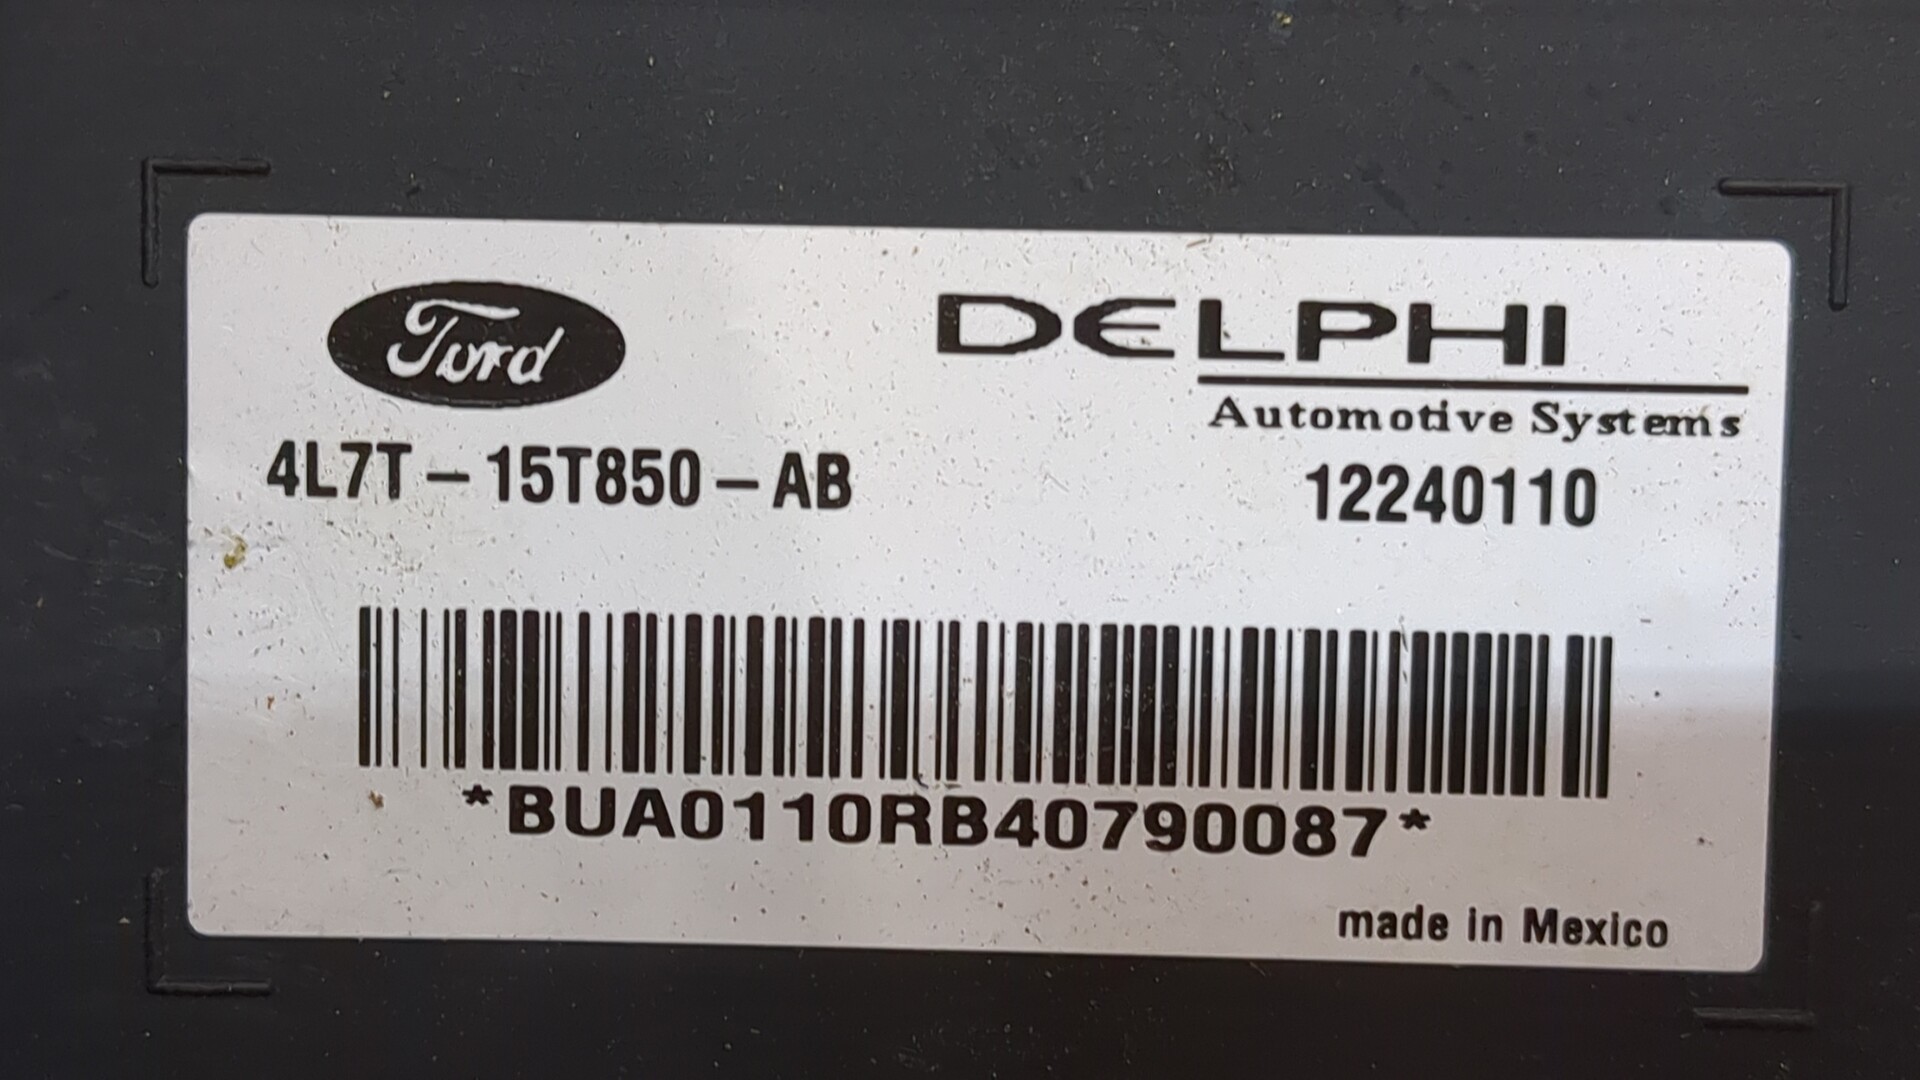 Ford
DELPHI
Automotive Systems
4L7T-15T850-AB
12240110
*BUA0110RB40790087*
made in Mexico